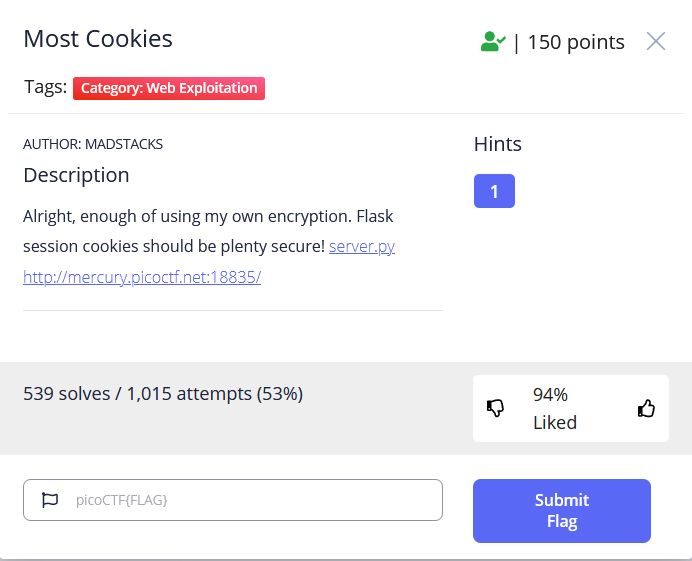 Most Cookies
| 150 points
Tags: Category: Web Exploitation
AUTHOR: MADSTACKS
Description
Alright, enough of using my own encryption. Flask
session cookies should be plenty secure! server.py
http://mercury.picoctf.net:18835/
Hints
1
539 solves / 1,015 attempts (53%)
94%
Liked
picoCTF{FLAG}
Submit
Flag